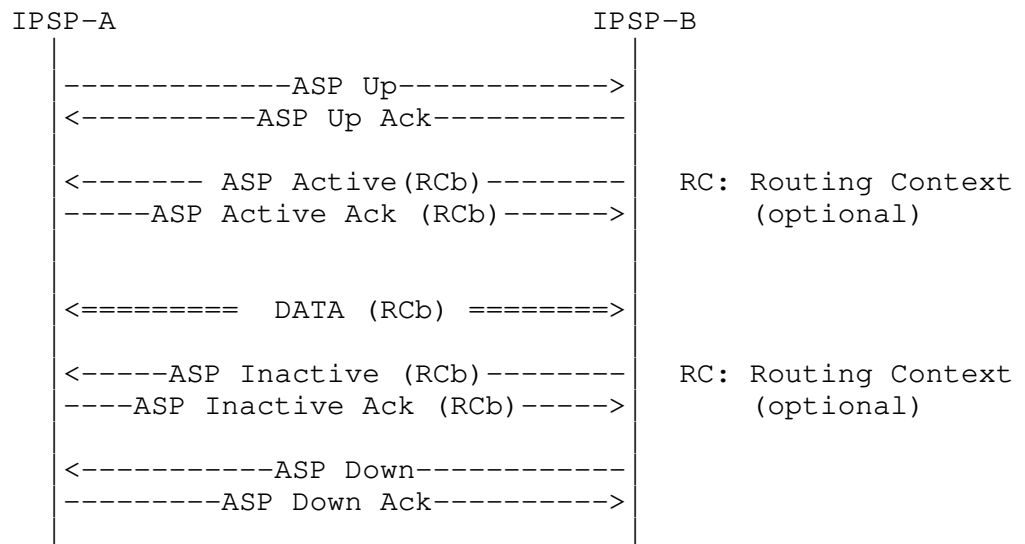 IPSP-A                           IPSP-B
-------------ASP Up------------>
<----------ASP Up Ack-----------
<------- ASP Active(RCb)--------  RC: Routing Context
-----ASP Active Ack (RCb)------>      (optional)
<=========  DATA (RCb) ========>
<-----ASP Inactive (RCb)--------  RC: Routing Context
----ASP Inactive Ack (RCb)----->      (optional)
<-----------ASP Down------------
---------ASP Down Ack---------->